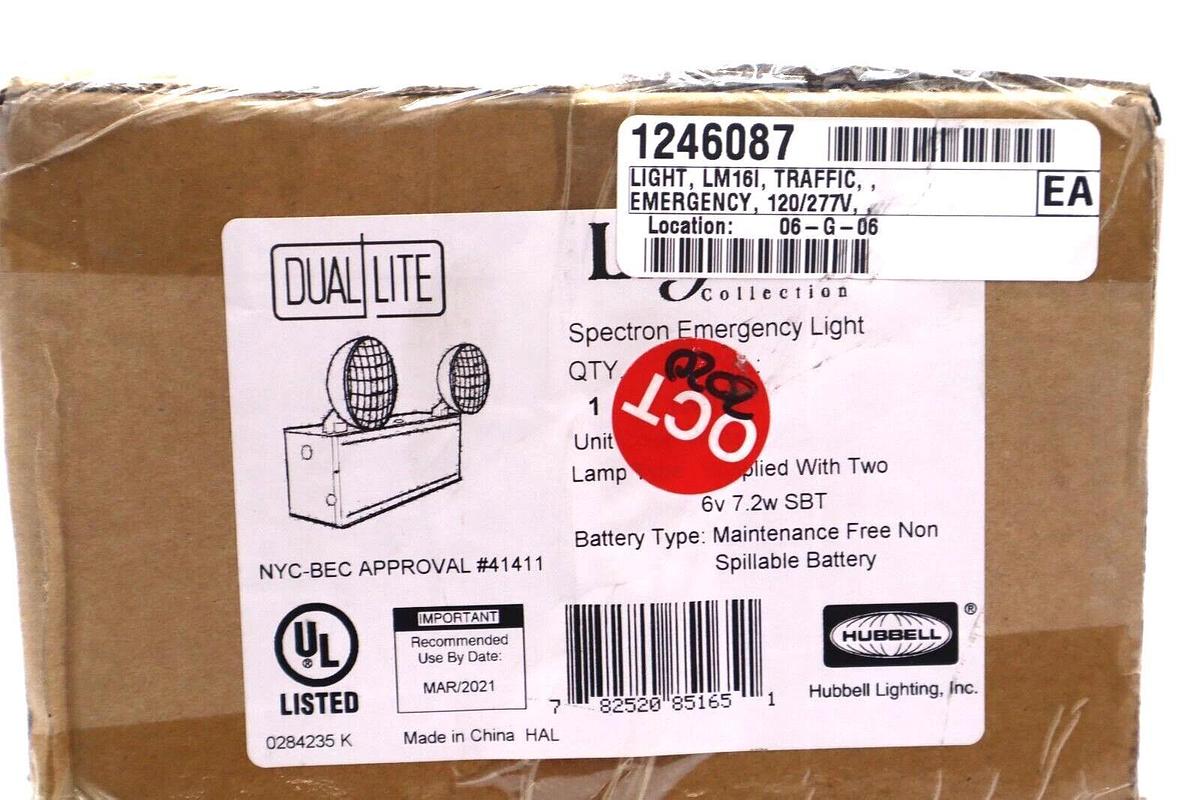 1246087
LIGHT, LM16I, TRAFFIC, ,
EMERGENCY, 120/277V, ,
EA
Location: 06-G-06
DUAL LITE
Collection
Spectron Emergency Light
QTY
1
OCT
Unit
Lamp
With Two
6v 7.2w SBT
Battery Type: Maintenance Free Non
Spillable Battery
NYC-BEC APPROVAL #41411
UL
®
LISTED
IMPORTANT
Recommended
Use By Date:
MAR/2021
7 82520 85165 1
HUBBELL
®
Hubbell Lighting, Inc.
0284235 K
Made in China HAL